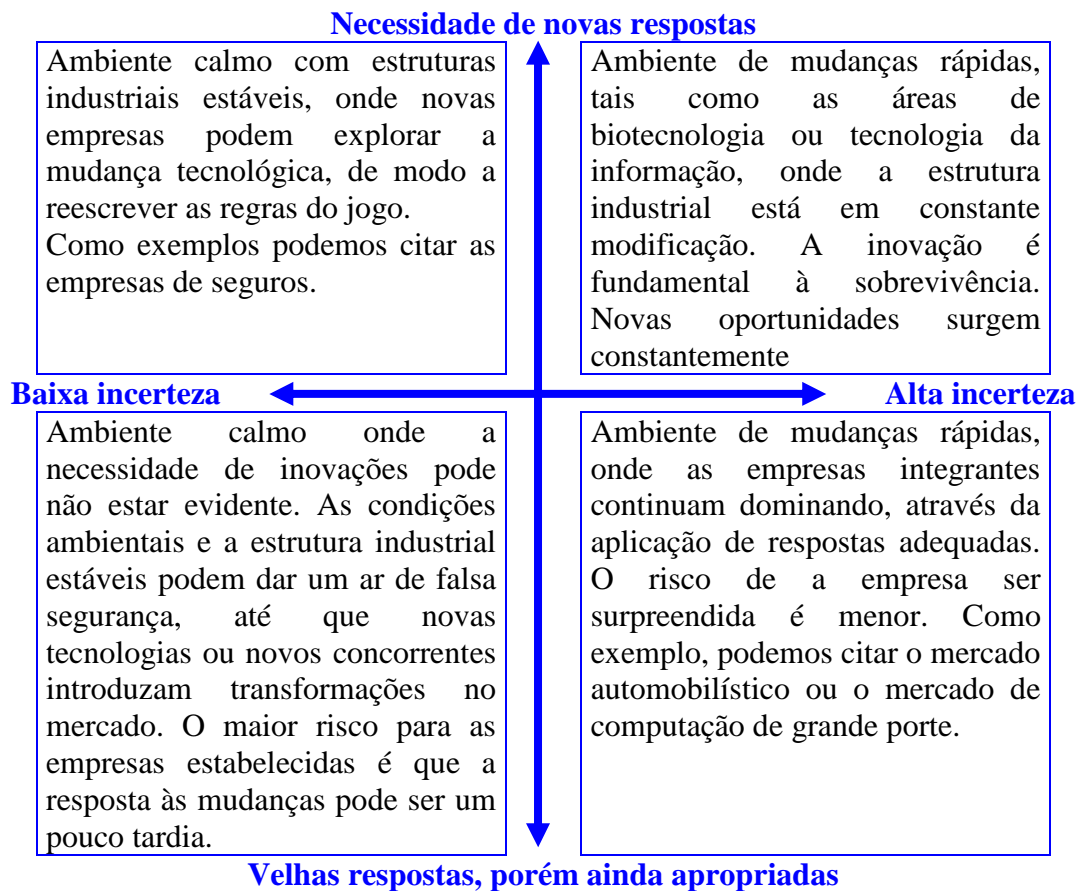 Necessidade de novas respostas
Ambiente calmo com estruturas
industriais estáveis, onde novas
empresas podem explorar a
mudança tecnológica, de modo a
reescrever as regras do jogo.
Como exemplos podemos citar as
empresas de seguros.
Ambiente de mudanças rápidas,
tais como as áreas de
biotecnologia ou tecnologia da
informação, onde a estrutura
industrial está em constante
modificação. A inovação é
fundamental à sobrevivência.
Novas oportunidades surgem
constantemente
Baixa incerteza
Alta incerteza
Ambiente calmo onde a
necessidade de inovações pode
não estar evidente. As condições
ambientais e a estrutura industrial
estáveis podem dar um ar de falsa
segurança, até que novas
tecnologias ou novos concorrentes
introduzam transformações no
mercado. O maior risco para as
empresas estabelecidas é que a
resposta às mudanças pode ser um
pouco tardia.
Ambiente de mudanças rápidas,
onde as empresas integrantes
continuam dominando, através da
aplicação de respostas adequadas.
O risco de a empresa ser
surpreendida é menor. Como
exemplo, podemos citar o mercado
automobilístico ou o mercado de
computação de grande porte.
Velhas respostas, porém ainda apropriadas